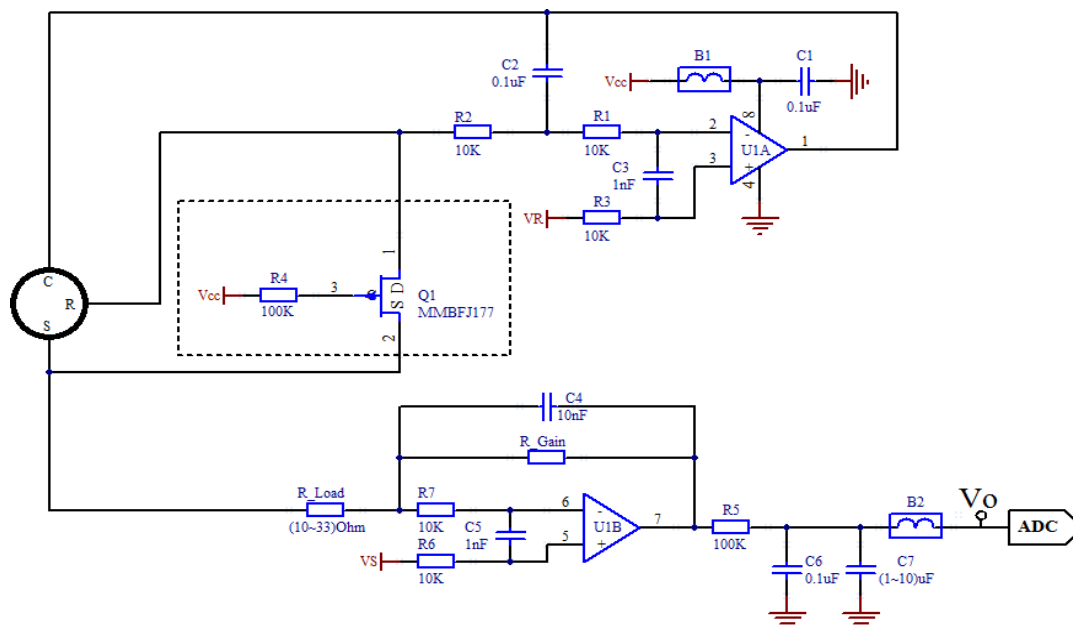 C2
0.1uF
B1
C1
Vcc
0.1uF
R2
10K
R1
10K
2
8
-
U1A
1
C3
1nF
3
+
4
VR
R3
10K
C
R
S
1
R4
3
Vcc
100K
D
S
Q1
MMBFJ177
2
C4
10nF
R_Gain
R_Load
(10~33)Ohm
R7
10K
6
-
U1B
7
C5
1nF
5
+
VS
R6
10K
R5
100K
B2
Vo
ADC
C6
0.1uF
C7
(1~10)uF